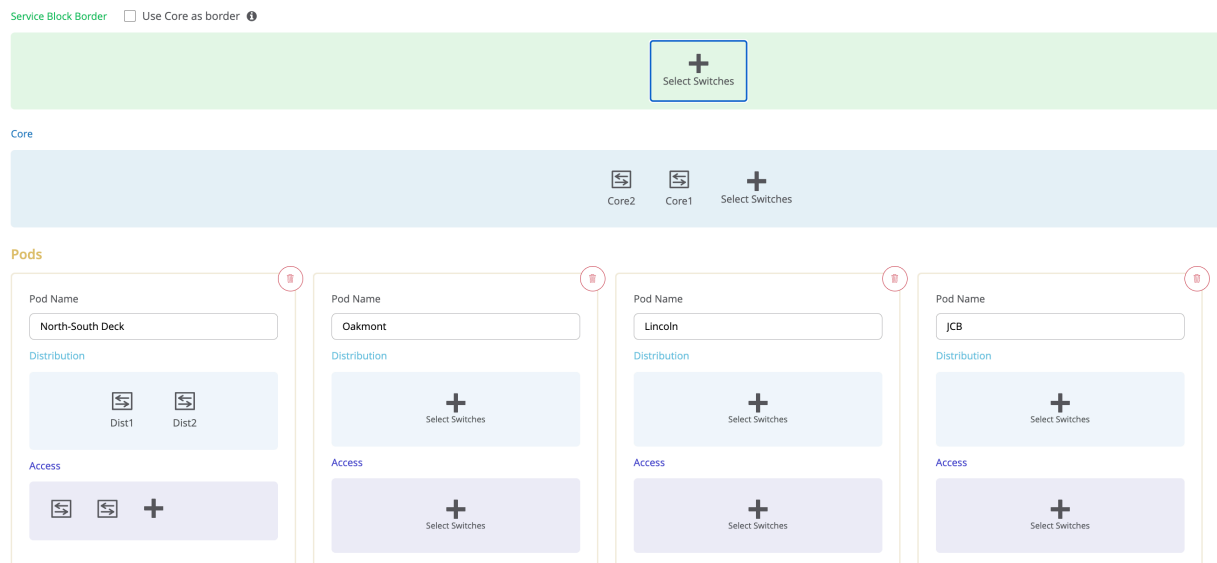 Service Block Border Use Core as border
Select Switches
Core
Core2 Core1 Select Switches
Pods
Pod Name Pod Name Pod Name Pod Name
North-South Deck Oakmont Lincoln JCB
Distribution Distribution Distribution Distribution
Dist1 Dist2 Select Switches Select Switches Select Switches
Access Access Access Access
Select Switches Select Switches Select Switches